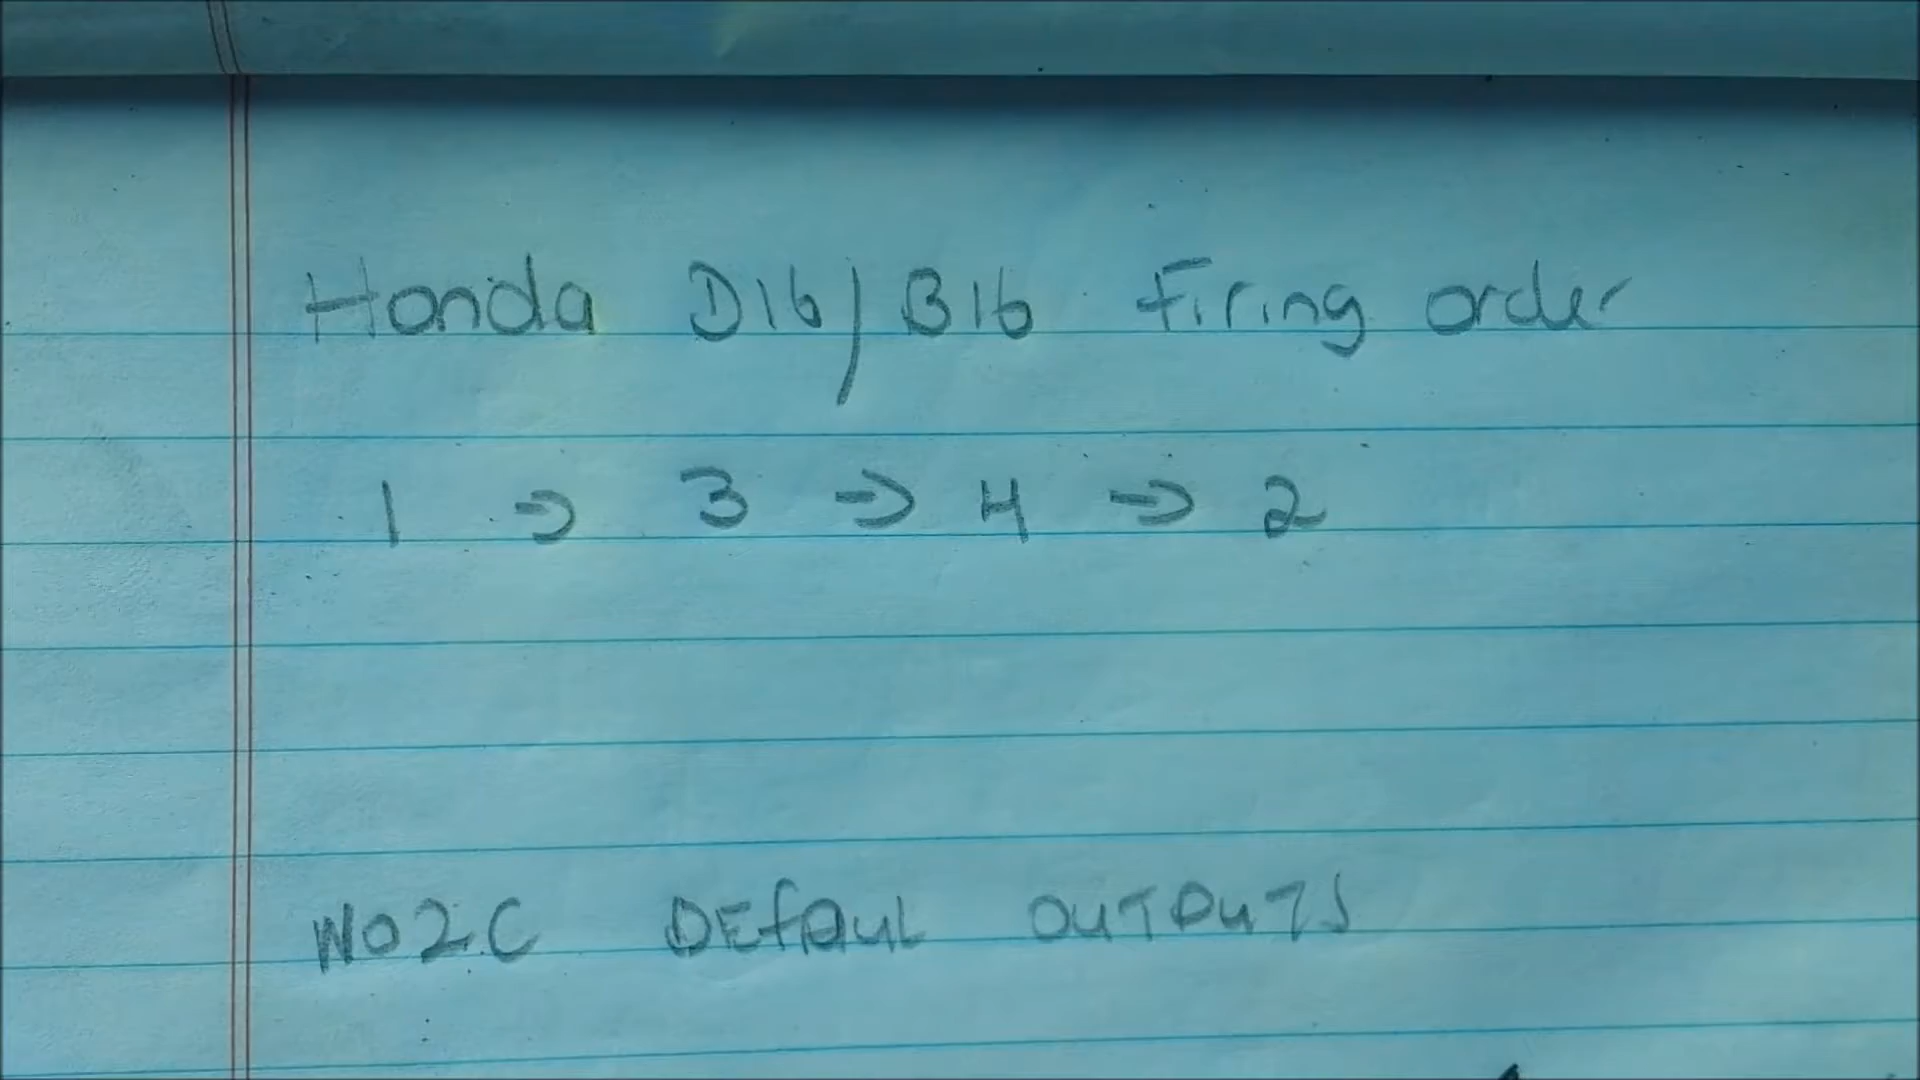 Honda D16/B16 Firing order
1 → 3 → 4 → 2
WO2C DEFAUL OUTPUTS